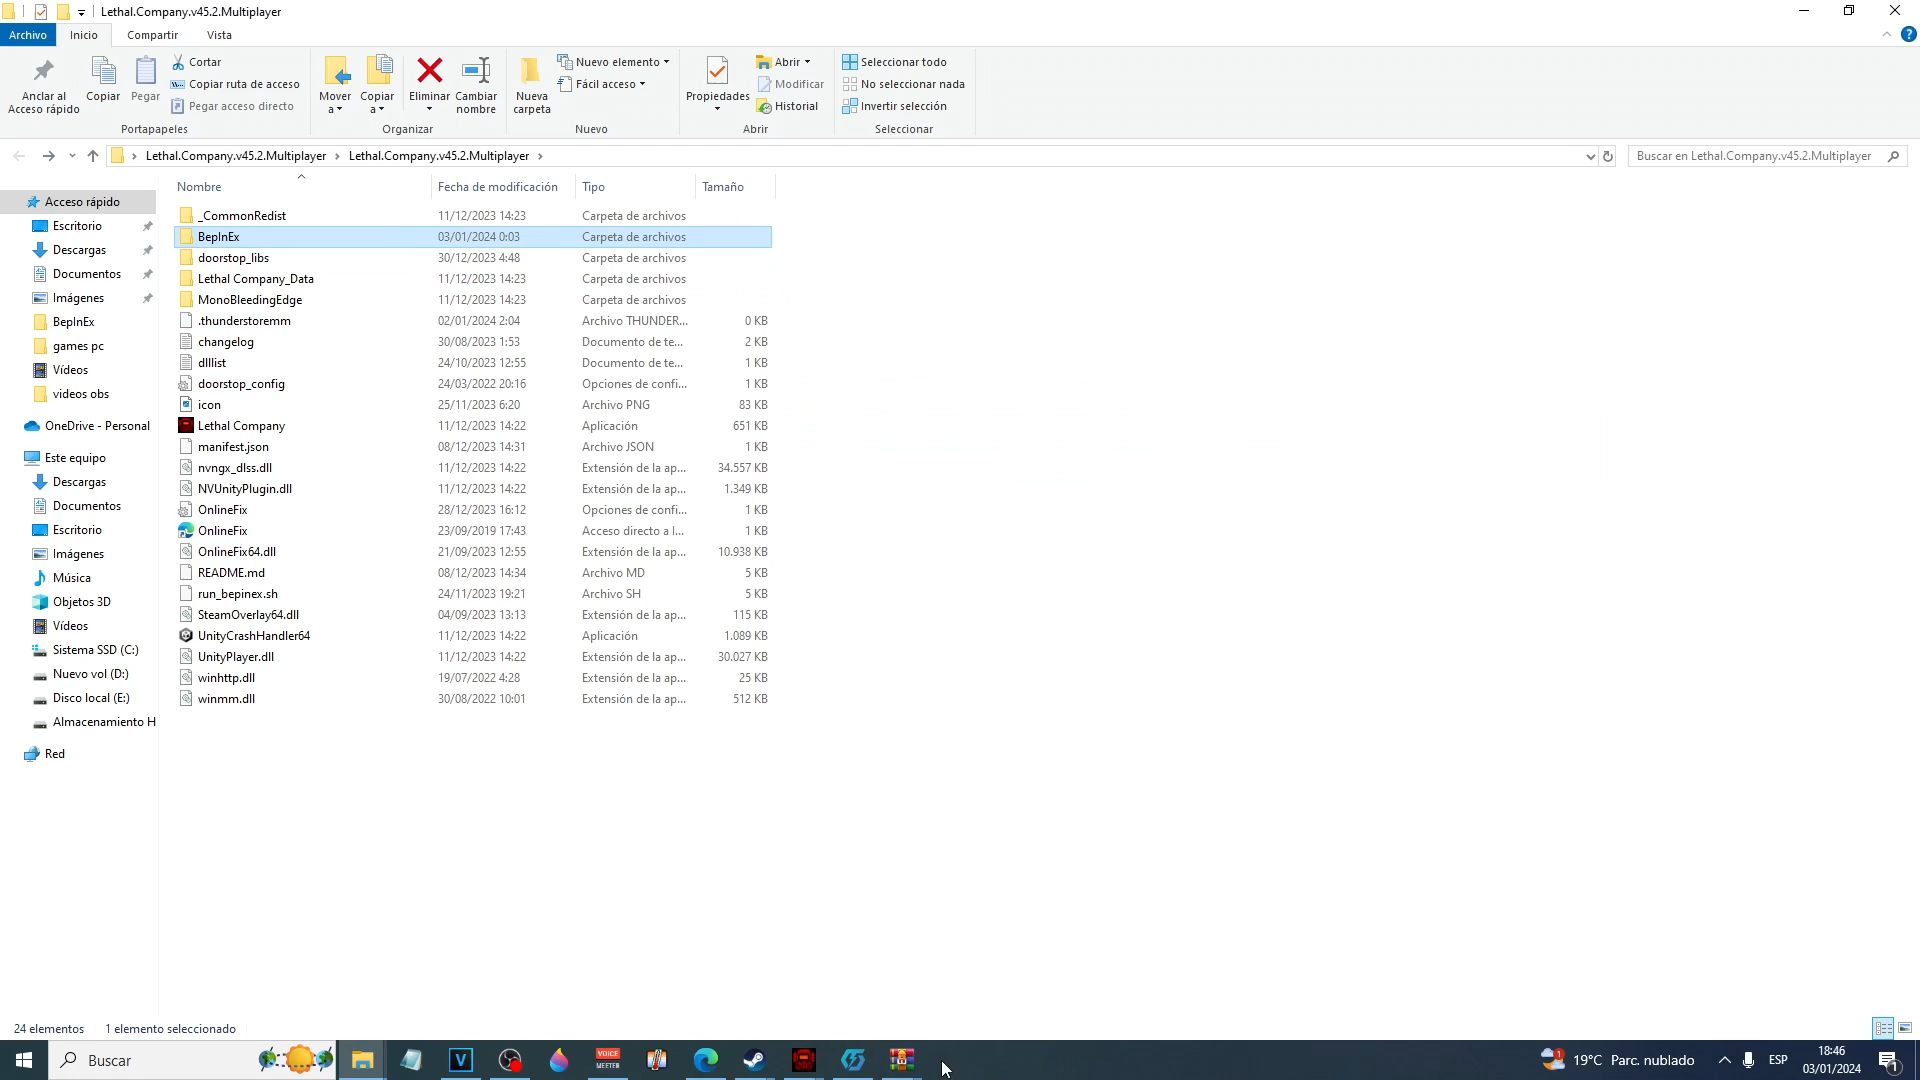 Lethal.Company.v45.2.Multiplayer
Archivo Inicio Compartir Vista
Anclar al Acceso rápido
Copiar
Pegar
Cortar
Copiar ruta de acceso
Pegar acceso directo
Portapapeles
Mover a
Copiar a
Eliminar
Cambiar nombre
Organizar
Nueva carpeta
Nuevo elemento
Fácil acceso
Nuevo
Propiedades
Abrir
Modificar
Historial
Abrir
Seleccionar todo
No seleccionar nada
Invertir selección
Seleccionar
Lethal.Company.v45.2.Multiplayer > Lethal.Company.v45.2.Multiplayer >
Buscar en Lethal.Company.v45.2.Multiplayer
Acceso rápido
Escritorio
Descargas
Documentos
Imágenes
BepInEx
games pc
Vídeos
videos obs
OneDrive - Personal
Este equipo
Descargas
Documentos
Escritorio
Imágenes
Música
Objetos 3D
Vídeos
Sistema SSD (C:)
Nuevo vol (D:)
Disco local (E:)
Almacenamiento H
Red
Nombre Fecha de modificación Tipo Tamaño
_CommonRedist 11/12/2023 14:23 Carpeta de archivos
BepInEx 03/01/2024 0:03 Carpeta de archivos
doorstop_libs 30/12/2023 4:48 Carpeta de archivos
Lethal Company_Data 11/12/2023 14:23 Carpeta de archivos
MonoBleedingEdge 11/12/2023 14:23 Carpeta de archivos
.thunderstoremm 02/01/2024 2:04 Archivo THUNDER... 0 KB
changelog 30/08/2023 1:53 Documento de te... 2 KB
dlllist 24/10/2023 12:55 Documento de te... 1 KB
doorstop_config 24/03/2022 20:16 Opciones de confi... 1 KB
icon 25/11/2023 6:20 Archivo PNG 83 KB
Lethal Company 11/12/2023 14:22 Aplicación 651 KB
manifest.json 08/12/2023 14:31 Archivo JSON 1 KB
nvngx_dlss.dll 11/12/2023 14:22 Extensión de la ap... 34.557 KB
NVUnityPlugin.dll 11/12/2023 14:22 Extensión de la ap... 1.349 KB
OnlineFix 28/12/2023 16:12 Opciones de confi... 1 KB
OnlineFix 23/09/2019 17:43 Acceso directo a I... 1 KB
OnlineFix64.dll 21/09/2023 12:55 Extensión de la ap... 10.938 KB
README.md 08/12/2023 14:34 Archivo MD 5 KB
run_bepinex.sh 24/11/2023 19:21 Archivo SH 5 KB
SteamOverlay64.dll 04/09/2023 13:13 Extensión de la ap... 115 KB
UnityCrashHandler64 11/12/2023 14:22 Aplicación 1.089 KB
UnityPlayer.dll 11/12/2023 14:22 Extensión de la ap... 30.027 KB
winhttp.dll 19/07/2022 4:28 Extensión de la ap... 25 KB
winmm.dll 30/08/2022 10:01 Extensión de la ap... 512 KB
24 elementos 1 elemento seleccionado
Buscar
VOICE MEETER
19°C Parc. nublado
ESP
18:46
03/01/2024